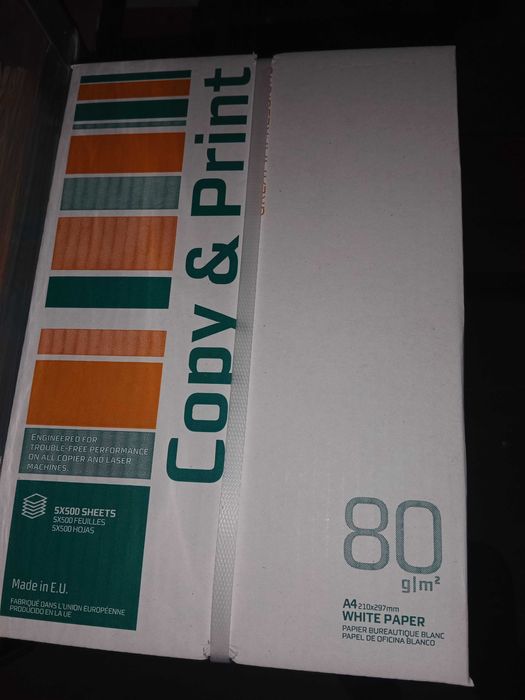 Copy & Print
ENGINEERED FOR
TROUBLE-FREE PERFORMANCE
ON ALL COPIER AND LASER
MACHINES.
5X500 SHEETS
5X500 FEUILLES
5X500 HOJAS
Made in E.U.
FABRIQUÉ DANS L'UNION EUROPÉENNE
PRODUCIDO EN LA UE
80
g|m²
A4 210x297mm
WHITE PAPER
PAPIER BUREAUTIQUE BLANC
PAPEL DE OFICINA BLANCO